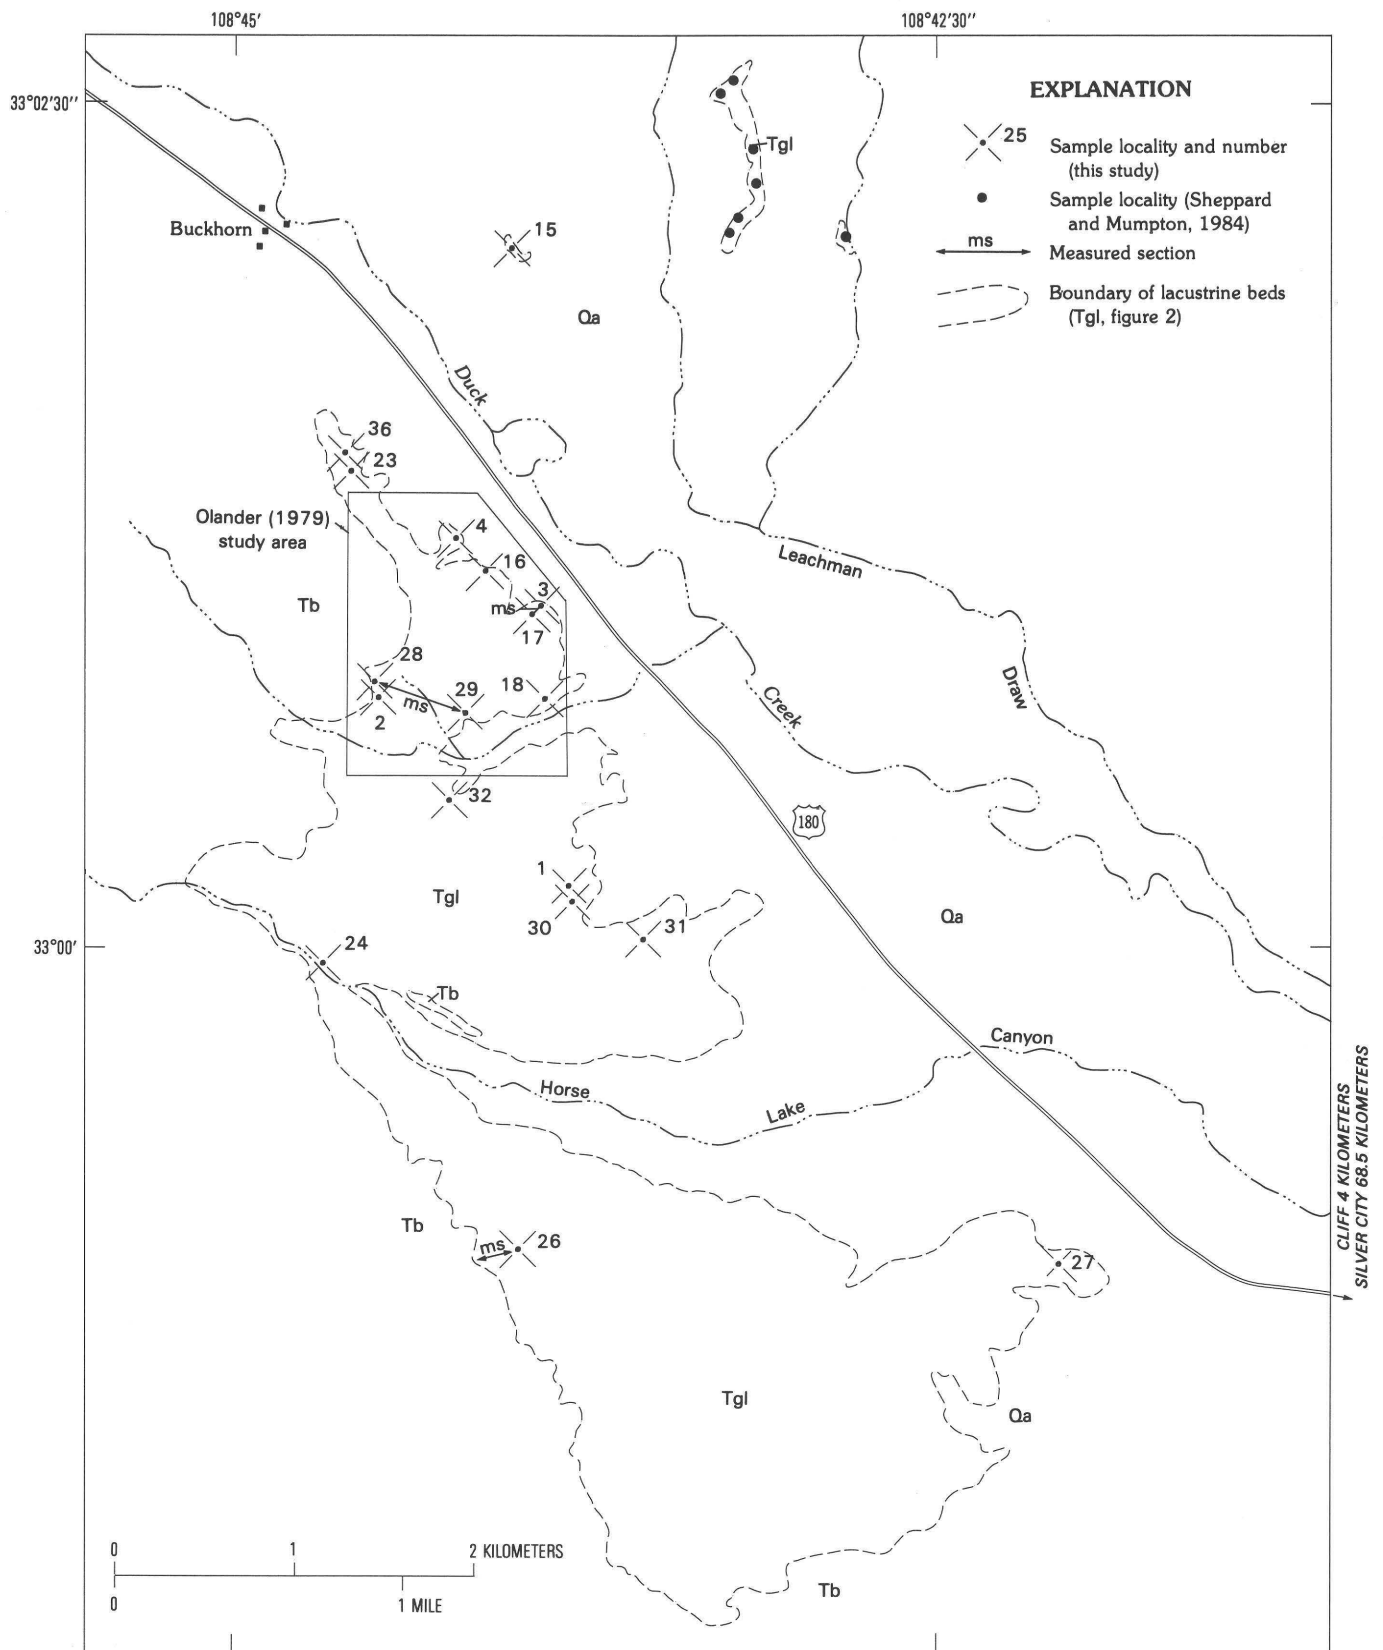 108°45′
108°42′30′′
33°02′30′′
EXPLANATION
25
Sample locality and number
(this study)
Sample locality (Sheppard
and Mumpton, 1984)
ms
Measured section
Boundary of lacustrine beds
(Tgl, figure 2)
Tgl
Buckhorn
15
Qa
Duck
36
23
Olander (1979)
study area
4
16
Leachman
3
ms
Tb
17
28
Draw
18
29
ms
Creek
2
32
180
1
Tgl
Qa
30
31
33°00′
24
Tb
Canyon
Horse
Lake
CLIFF 4 KILOMETERS
SILVER CITY 68.5 KILOMETERS
Tb
ms
26
27
Tgl
Qa
0
1
2 KILOMETERS
Tb
0
1 MILE